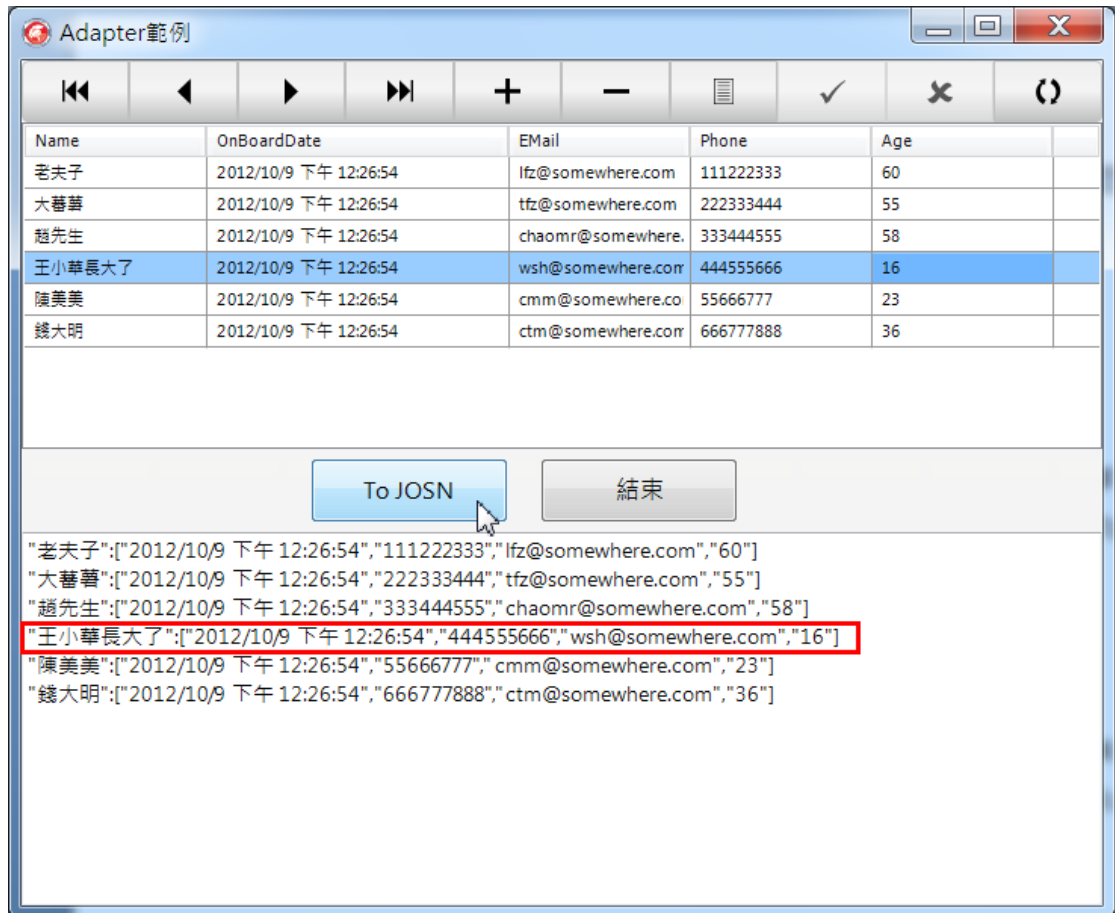 Adapter範例
Name OnBoardDate EMail Phone Age
老夫子 2012/10/9 下午 12:26:54 lfz@somewhere.com 111222333 60
大蕃薯 2012/10/9 下午 12:26:54 tfz@somewhere.com 222333444 55
趙先生 2012/10/9 下午 12:26:54 chaomr@somewhere. 333444555 58
王小華長大了 2012/10/9 下午 12:26:54 wsh@somewhere.com 444555666 16
陳美美 2012/10/9 下午 12:26:54 cmm@somewhere.co 55666777 23
錢大明 2012/10/9 下午 12:26:54 ctm@somewhere.com 666777888 36
To JOSN 結束
"老夫子":["2012/10/9 下午 12:26:54","111222333","lfz@somewhere.com","60"]
"大蕃薯":["2012/10/9 下午 12:26:54","222333444","tfz@somewhere.com","55"]
"趙先生":["2012/10/9 下午 12:26:54","333444555","chaomr@somewhere.com","58"]
"王小華長大了":["2012/10/9 下午 12:26:54","444555666","wsh@somewhere.com","16"]
"陳美美":["2012/10/9 下午 12:26:54","55666777","cmm@somewhere.com","23"]
"錢大明":["2012/10/9 下午 12:26:54","666777888","ctm@somewhere.com","36"]